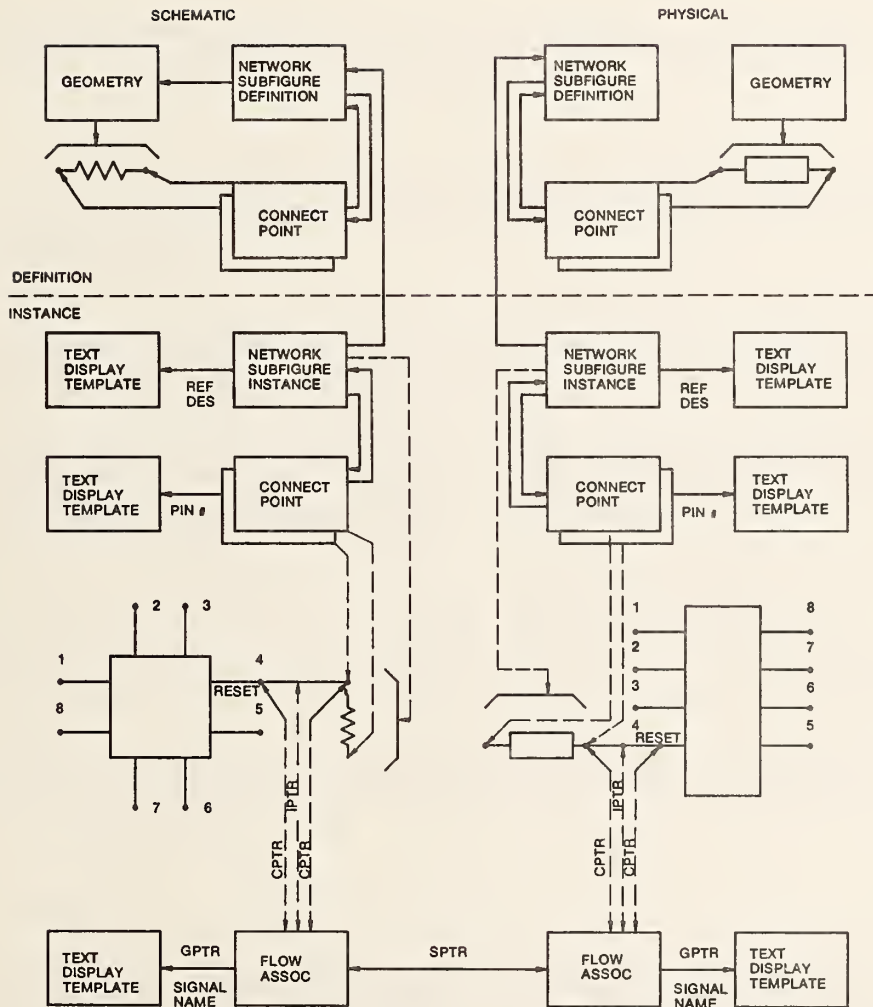 SCHEMATIC
PHYSICAL
GEOMETRY
NETWORK
SUBFIGURE
DEFINITION
NETWORK
SUBFIGURE
DEFINITION
GEOMETRY
CONNECT
POINT
CONNECT
POINT
DEFINITION
INSTANCE
TEXT
DISPLAY
TEMPLATE
REF
DES
NETWORK
SUBFIGURE
INSTANCE
NETWORK
SUBFIGURE
INSTANCE
REF
DES
TEXT
DISPLAY
TEMPLATE
TEXT
DISPLAY
TEMPLATE
PIN #
CONNECT
POINT
CONNECT
POINT
PIN #
TEXT
DISPLAY
TEMPLATE
2 3
1 4
RESET
8 5
7 6
1 8
2 7
3 6
4 RESET 5
CPTR
IPTR
CPTR
CPTR
IPTR
CPTR
TEXT
DISPLAY
TEMPLATE
GPTR
SIGNAL
NAME
FLOW
ASSOC
SPTR
FLOW
ASSOC
GPTR
SIGNAL
NAME
TEXT
DISPLAY
TEMPLATE